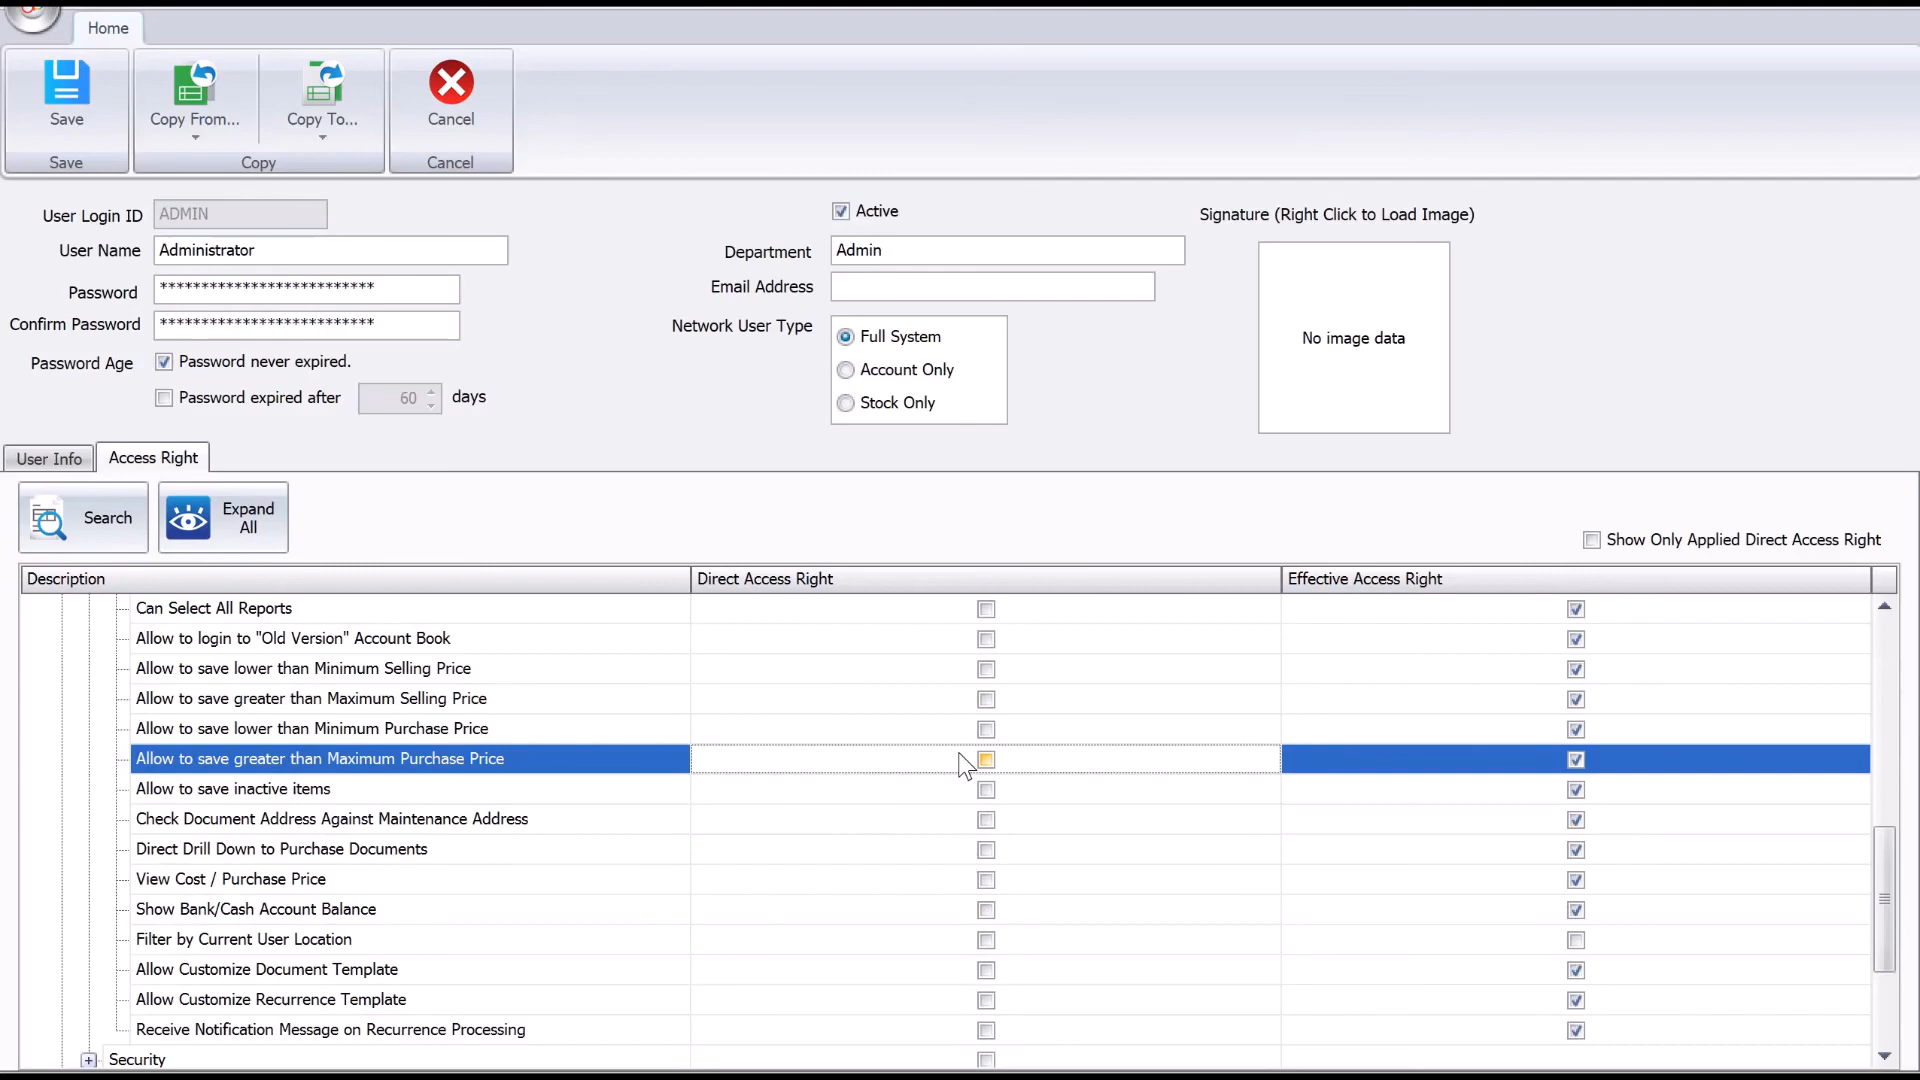 Home
Save
Copy From...
Copy To...
Cancel
Save
Copy
Cancel
User Login ID
ADMIN
User Name
Administrator
Password
**************************
Confirm Password
**************************
Password Age
Password never expired.
Password expired after
60
days
Active
Department
Admin
Email Address
Network User Type
Full System
Account Only
Stock Only
Signature (Right Click to Load Image)
No image data
User Info
Access Right
Search
Expand
All
Show Only Applied Direct Access Right
Description
Direct Access Right
Effective Access Right
Can Select All Reports
Allow to login to "Old Version" Account Book
Allow to save lower than Minimum Selling Price
Allow to save greater than Maximum Selling Price
Allow to save lower than Minimum Purchase Price
Allow to save greater than Maximum Purchase Price
Allow to save inactive items
Check Document Address Against Maintenance Address
Direct Drill Down to Purchase Documents
View Cost / Purchase Price
Show Bank/Cash Account Balance
Filter by Current User Location
Allow Customize Document Template
Allow Customize Recurrence Template
Receive Notification Message on Recurrence Processing
Security